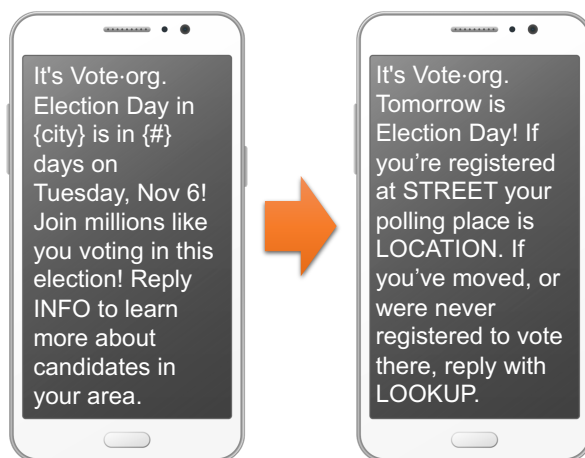 It's Vote·org.
Election Day in
{city} is in {#}
days on
Tuesday, Nov 6!
Join millions like
you voting in this
election! Reply
INFO to learn
more about
candidates in
your area.
It's Vote·org.
Tomorrow is
Election Day! If
you’re registered
at STREET your
polling place is
LOCATION. If
you’ve moved, or
were never
registered to vote
there, reply with
LOOKUP.